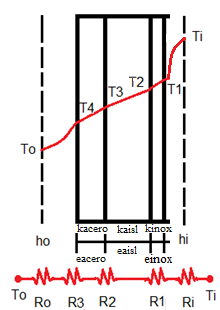 Ti
T2
T1
T3
T4
To
kacero kaisl kinox
ho eaisl hi
eacero einox
To Ti
Ro R3 R2 R1 Ri